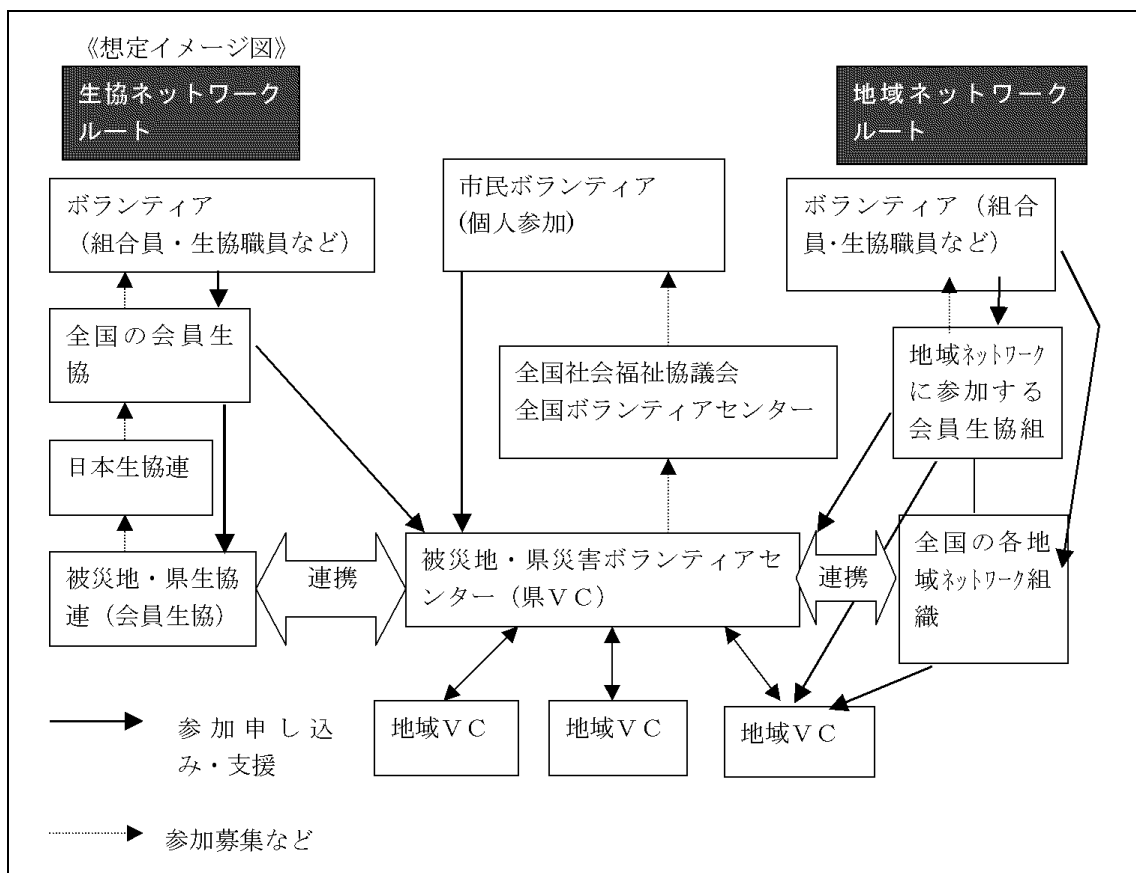 《想定イメージ図》
生協ネットワーク
ルート
地域ネットワーク
ルート
ボランティア
（組合員・生協職員など）
市民ボランティア
(個人参加)
ボランティア（組合
員・生協職員など）
全国の会員生
協
全国社会福祉協議会
全国ボランティアセンター
地域ネットワーク
に参加する
会員生協組
日本生協連
被災地・県生協
連（会員生協）
連携
被災地・県災害ボランティアセ
ンター（県ＶＣ）
連携
全国の各地
域ネットワーク組
織
地域ＶＣ
地域ＶＣ
地域ＶＣ
参加申し込
み・支援
参加募集など